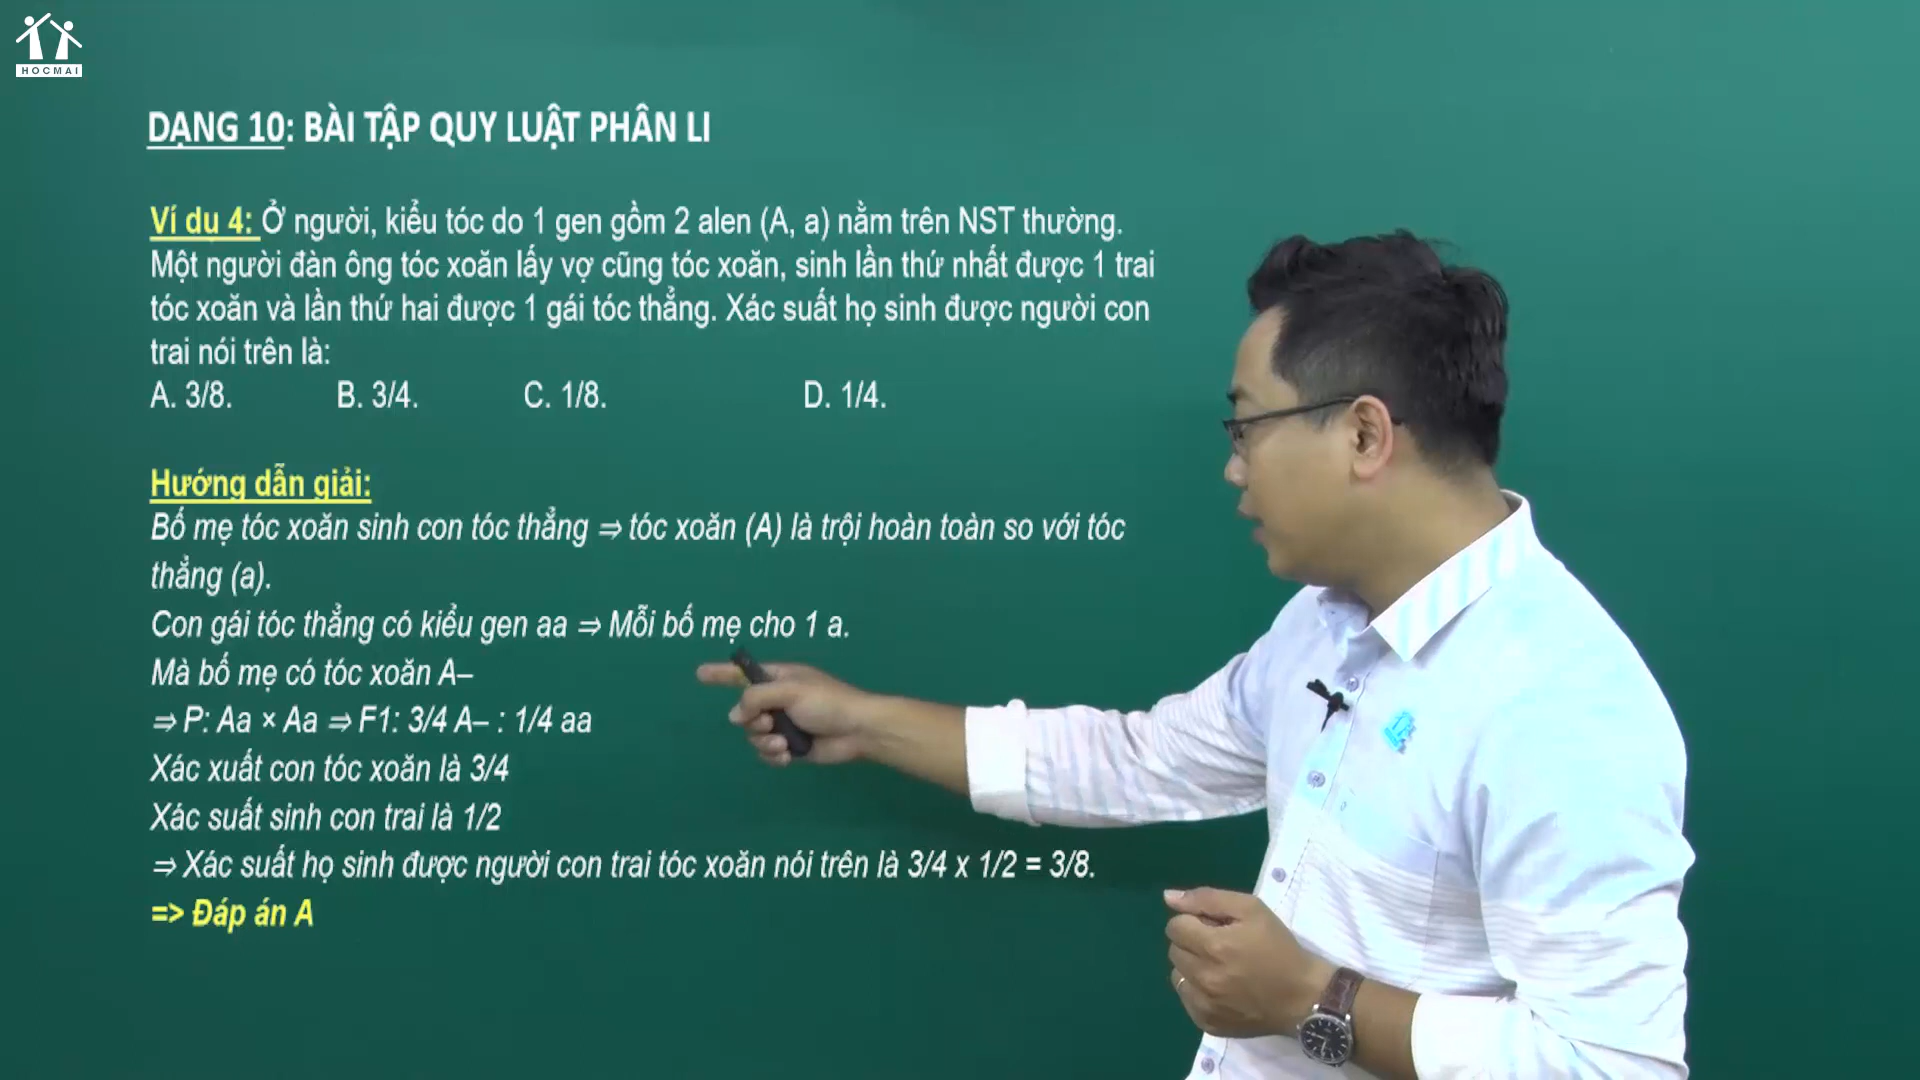 HOCMAI
DẠNG 10: BÀI TẬP QUY LUẬT PHÂN LI
Ví dụ 4: Ở người, kiểu tóc do 1 gen gồm 2 alen (A, a) nằm trên NST thường.
Một người đàn ông tóc xoăn lấy vợ cũng tóc xoăn, sinh lần thứ nhất được 1 trai
tóc xoăn và lần thứ hai được 1 gái tóc thẳng. Xác suất họ sinh được người con
trai nói trên là:
A. 3/8. B. 3/4. C. 1/8. D. 1/4.
Hướng dẫn giải:
Bố mẹ tóc xoăn sinh con tóc thẳng ⇒ tóc xoăn (A) là trội hoàn toàn so với tóc
thẳng (a).
Con gái tóc thẳng có kiểu gen aa ⇒ Mỗi bố mẹ cho 1 a.
Mà bố mẹ có tóc xoăn A–
⇒ P: Aa × Aa ⇒ F1: 3/4 A– : 1/4 aa
Xác xuất con tóc xoăn là 3/4
Xác suất sinh con trai là 1/2
⇒ Xác suất họ sinh được người con trai tóc xoăn nói trên là 3/4 x 1/2 = 3/8.
=> Đáp án A